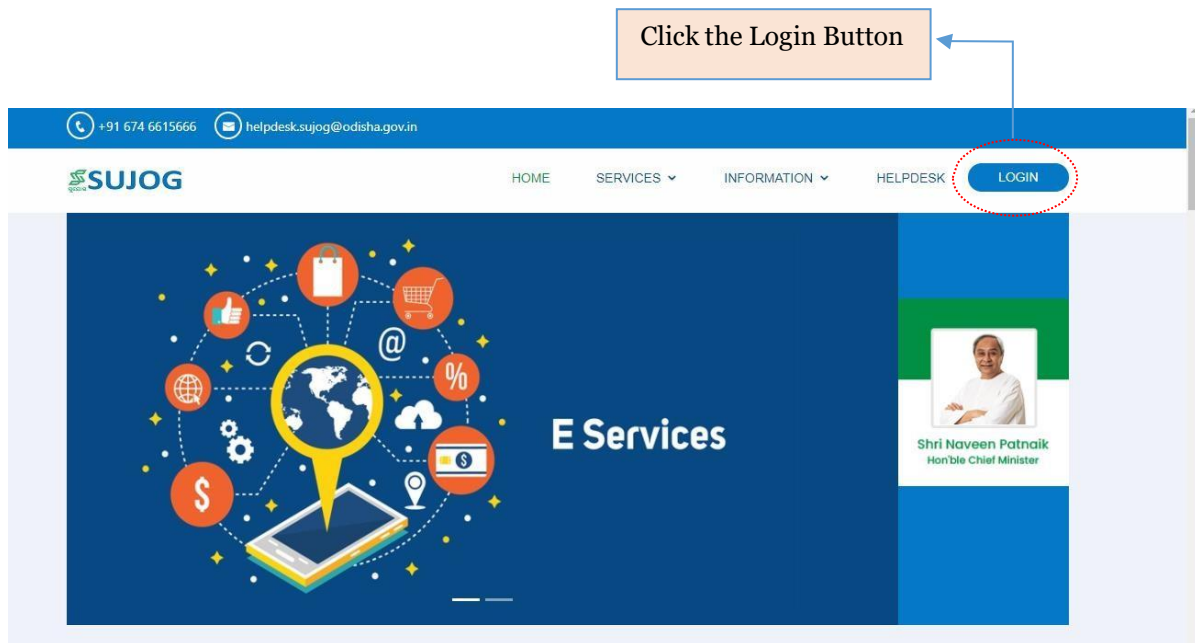 Click the Login Button
+91 674 6615666 helpdesk.sujog@odisha.gov.in
ସୁଯୋଗ SUJOG HOME SERVICES INFORMATION HELPDESK LOGIN
@
%
$
$
E Services
Shri Naveen Patnaik
Hon'ble Chief Minister